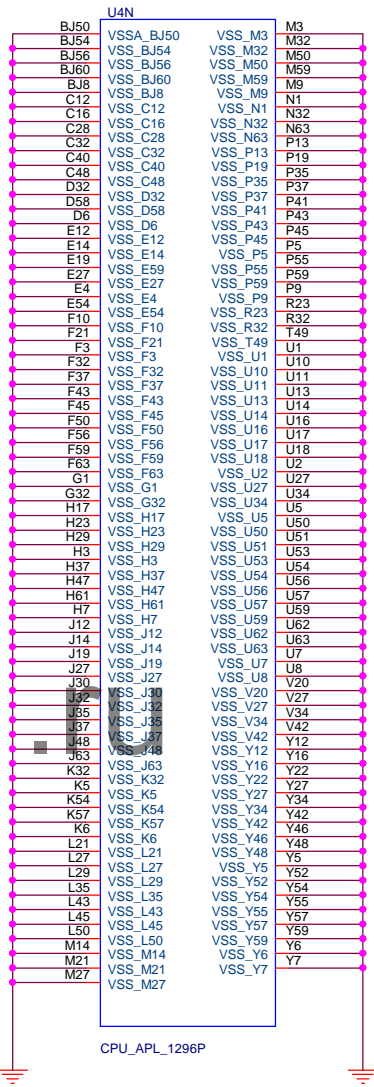 U4N
BJ50 VSSA_BJ50 VSS_M3 M3
BJ54 VSS_BJ54 VSS_M32 M32
BJ56 VSS_BJ56 VSS_M50 M50
BJ60 VSS_BJ60 VSS_M59 M59
BJ8 VSS_BJ8 VSS_M9 M9
C12 VSS_C12 VSS_N1 N1
C16 VSS_C16 VSS_N32 N32
C28 VSS_C28 VSS_N63 N63
C32 VSS_C32 VSS_P13 P13
C40 VSS_C40 VSS_P19 P19
C48 VSS_C48 VSS_P35 P35
D32 VSS_D32 VSS_P37 P37
D58 VSS_D58 VSS_P41 P41
D6 VSS_D6 VSS_P43 P43
E12 VSS_E12 VSS_P45 P45
E14 VSS_E14 VSS_P5 P5
E19 VSS_E59 VSS_P55 P55
E27 VSS_E27 VSS_P59 P59
E4 VSS_E4 VSS_P9 P9
E54 VSS_E54 VSS_R23 R23
F10 VSS_F10 VSS_R32 R32
F21 VSS_F21 VSS_T49 T49
F3 VSS_F3 VSS_U1 U1
F32 VSS_F32 VSS_U10 U10
F37 VSS_F37 VSS_U11 U11
F43 VSS_F43 VSS_U13 U13
F45 VSS_F45 VSS_U14 U14
F50 VSS_F50 VSS_U16 U16
F56 VSS_F56 VSS_U17 U17
F59 VSS_F59 VSS_U18 U18
F63 VSS_F63 VSS_U2 U2
G1 VSS_G1 VSS_U27 U27
G32 VSS_G32 VSS_U34 U34
H17 VSS_H17 VSS_U5 U5
H23 VSS_H23 VSS_U50 U50
H29 VSS_H29 VSS_U51 U51
H3 VSS_H3 VSS_U53 U53
H37 VSS_H37 VSS_U54 U54
H47 VSS_H47 VSS_U56 U56
H61 VSS_H61 VSS_U57 U57
H7 VSS_H7 VSS_U59 U59
J12 VSS_J12 VSS_U62 U62
J14 VSS_J14 VSS_U63 U63
J19 VSS_J19 VSS_U7 U7
J27 VSS_J27 VSS_U8 U8
J30 VSS_J30 VSS_V20 V20
J32 VSS_J32 VSS_V27 V27
J35 VSS_J35 VSS_V34 V34
J37 VSS_J37 VSS_V42 V42
J48 VSS_J48 VSS_Y12 Y12
J63 VSS_J63 VSS_Y16 Y16
K32 VSS_K32 VSS_Y22 Y22
K5 VSS_K5 VSS_Y27 Y27
K54 VSS_K54 VSS_Y34 Y34
K57 VSS_K57 VSS_Y42 Y42
K6 VSS_K6 VSS_Y46 Y46
L21 VSS_L21 VSS_Y48 Y48
L27 VSS_L27 VSS_Y5 Y5
L29 VSS_L29 VSS_Y52 Y52
L35 VSS_L35 VSS_Y54 Y54
L43 VSS_L43 VSS_Y55 Y55
L45 VSS_L45 VSS_Y57 Y57
L50 VSS_L50 VSS_Y59 Y59
M14 VSS_M14 VSS_Y6 Y6
M21 VSS_M21 VSS_Y7 Y7
M27 VSS_M27
.ru
CPU_APL_1296P